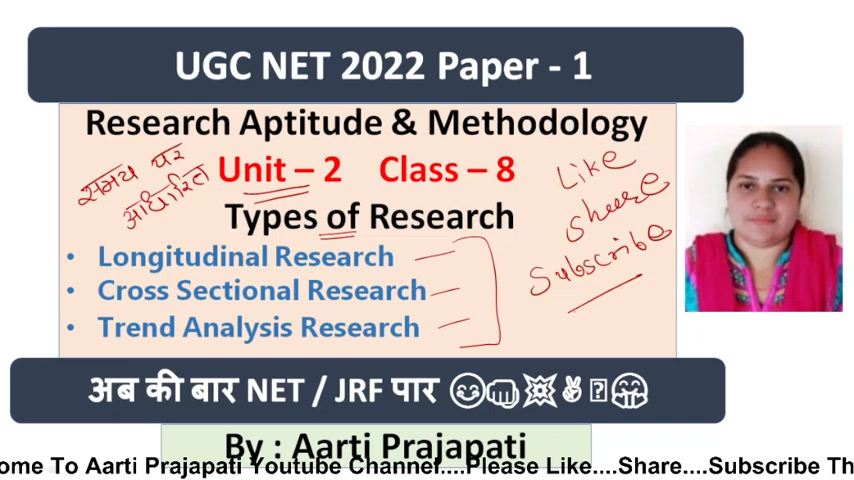 UGC NET 2022 Paper - 1
Research Aptitude & Methodology
समय पर
आधारित
Unit – 2 Class – 8
Like
Share
Subscribe
Types of Research
• Longitudinal Research
• Cross Sectional Research
• Trend Analysis Research
अब की बार NET / JRF पार
By : Aarti Prajapati
ome To Aarti Prajapati Youtube Channel....Please Like....Share....Subscribe Th